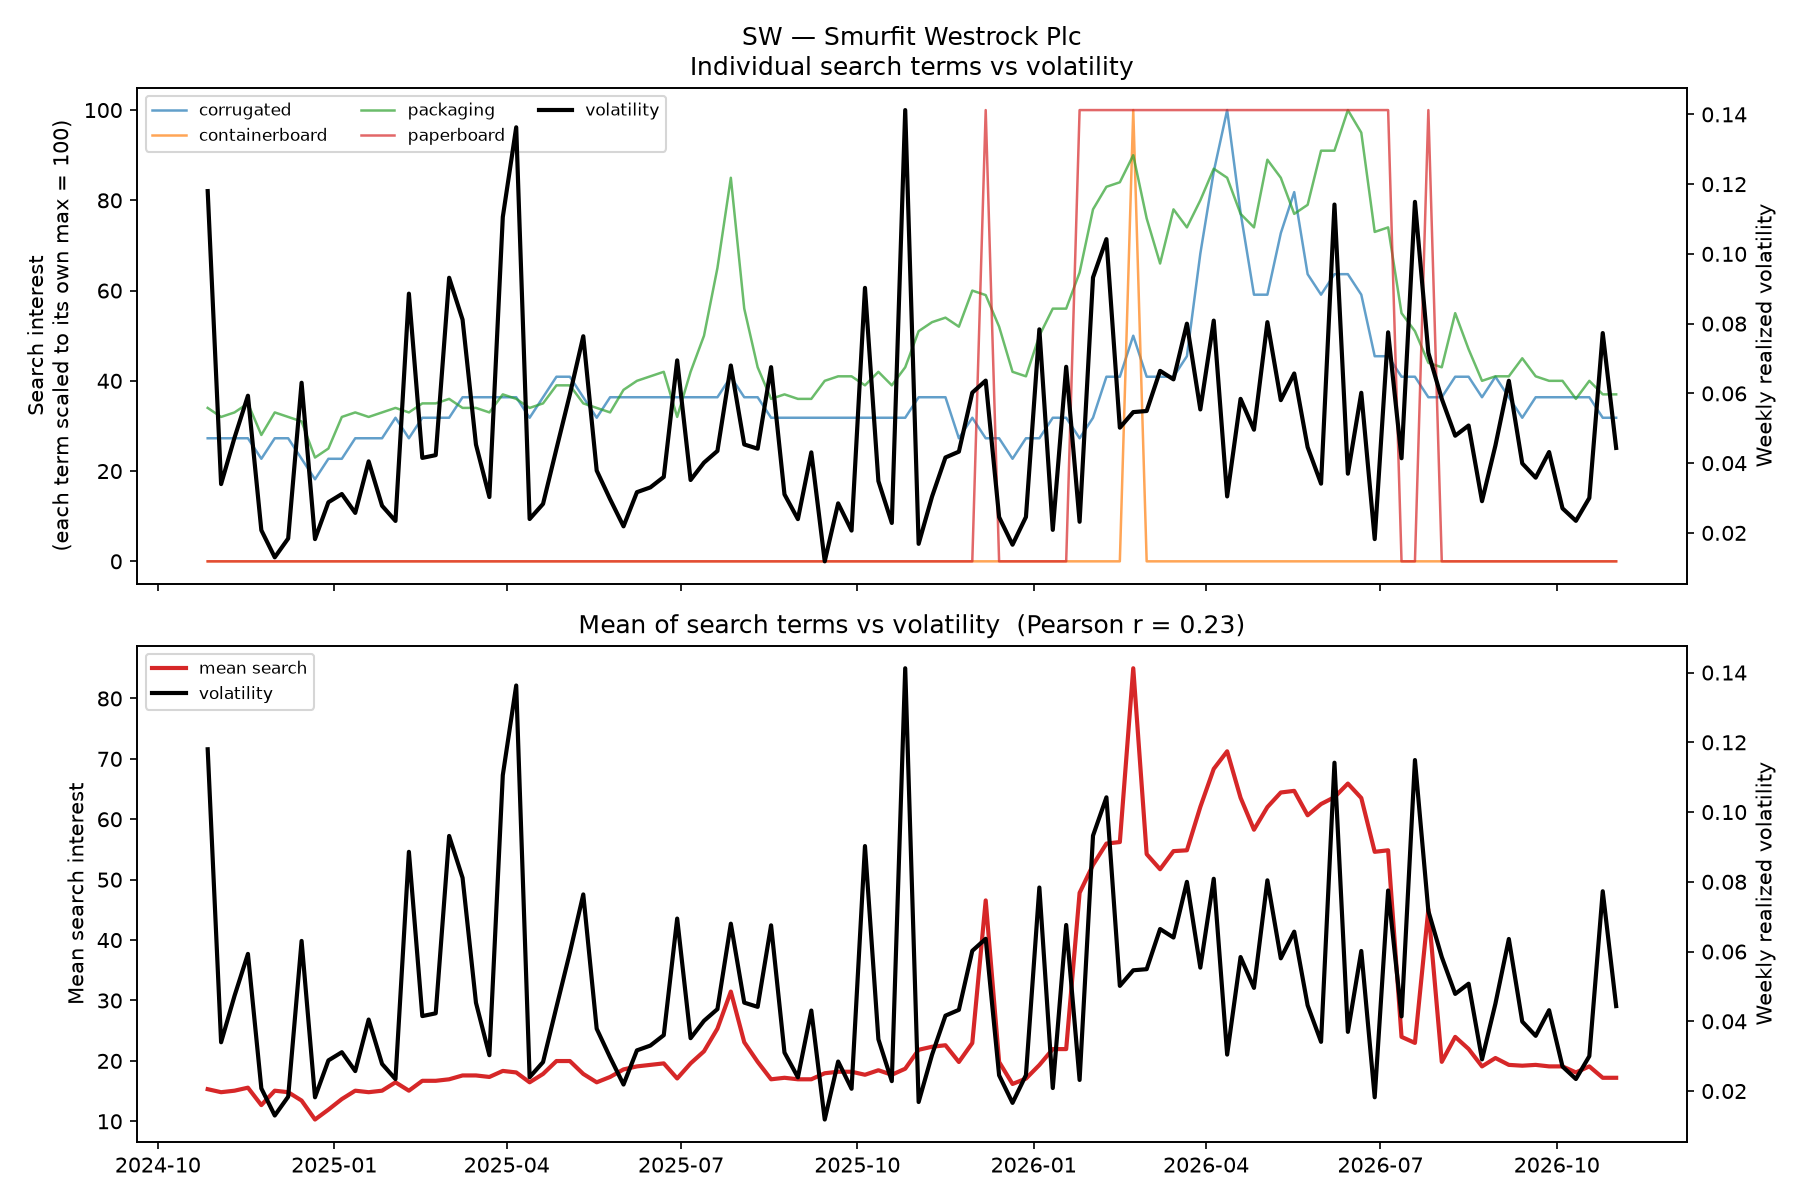 SW — Smurfit Westrock Plc
Individual search terms vs volatility
corrugated
containerboard
packaging
paperboard
volatility
Search interest
(each term scaled to its own max = 100)
100
80
60
40
20
0
0.14
0.12
0.10
0.08
0.06
0.04
0.02
Weekly realized volatility
Mean of search terms vs volatility (Pearson r = 0.23)
mean search
volatility
Mean search interest
80
70
60
50
40
30
20
10
0.14
0.12
0.10
0.08
0.06
0.04
0.02
Weekly realized volatility
2024-10
2025-01
2025-04
2025-07
2025-10
2026-01
2026-04
2026-07
2026-10